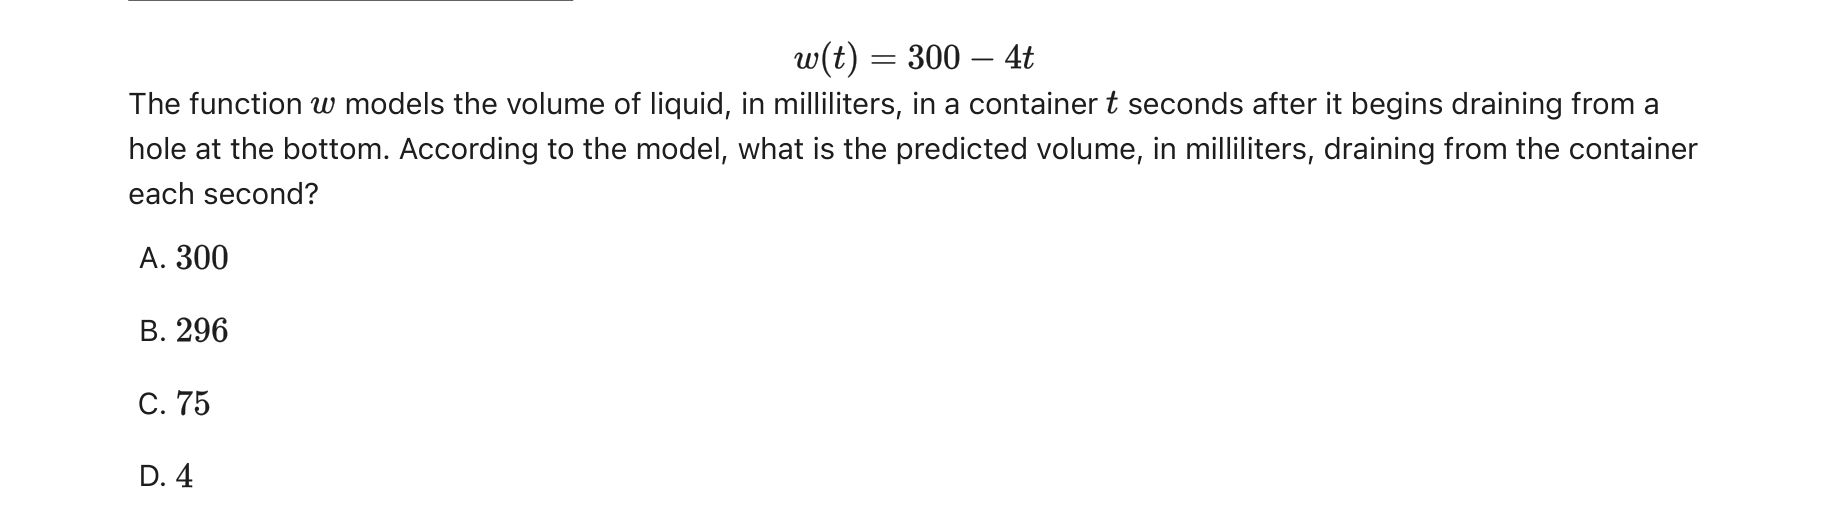 w(t) = 300 − 4t
The function w models the volume of liquid, in milliliters, in a container t seconds after it begins draining from a
hole at the bottom. According to the model, what is the predicted volume, in milliliters, draining from the container
each second?
A. 300
B. 296
C. 75
D. 4